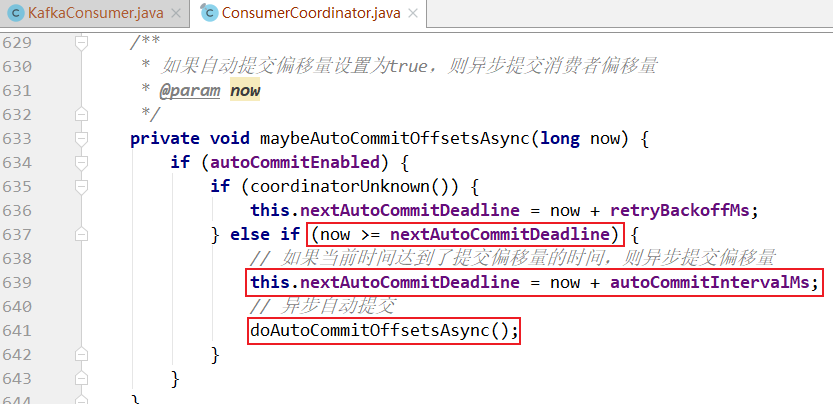 KafkaConsumer.java × ConsumerCoordinator.java ×
629 /**
630 * 如果自动提交偏移量设置为true，则异步提交消费者偏移量
631 * @param now
632 */
633 private void maybeAutoCommitOffsetsAsync(long now) {
634 if (autoCommitEnabled) {
635 if (coordinatorUnknown()) {
636 this.nextAutoCommitDeadline = now + retryBackoffMs;
637 } else if (now >= nextAutoCommitDeadline) {
638 // 如果当前时间达到了提交偏移量的时间，则异步提交偏移量
639 this.nextAutoCommitDeadline = now + autoCommitIntervalMs;
640 // 异步自动提交
641 doAutoCommitOffsetsAsync();
642 }
643 }
644 }